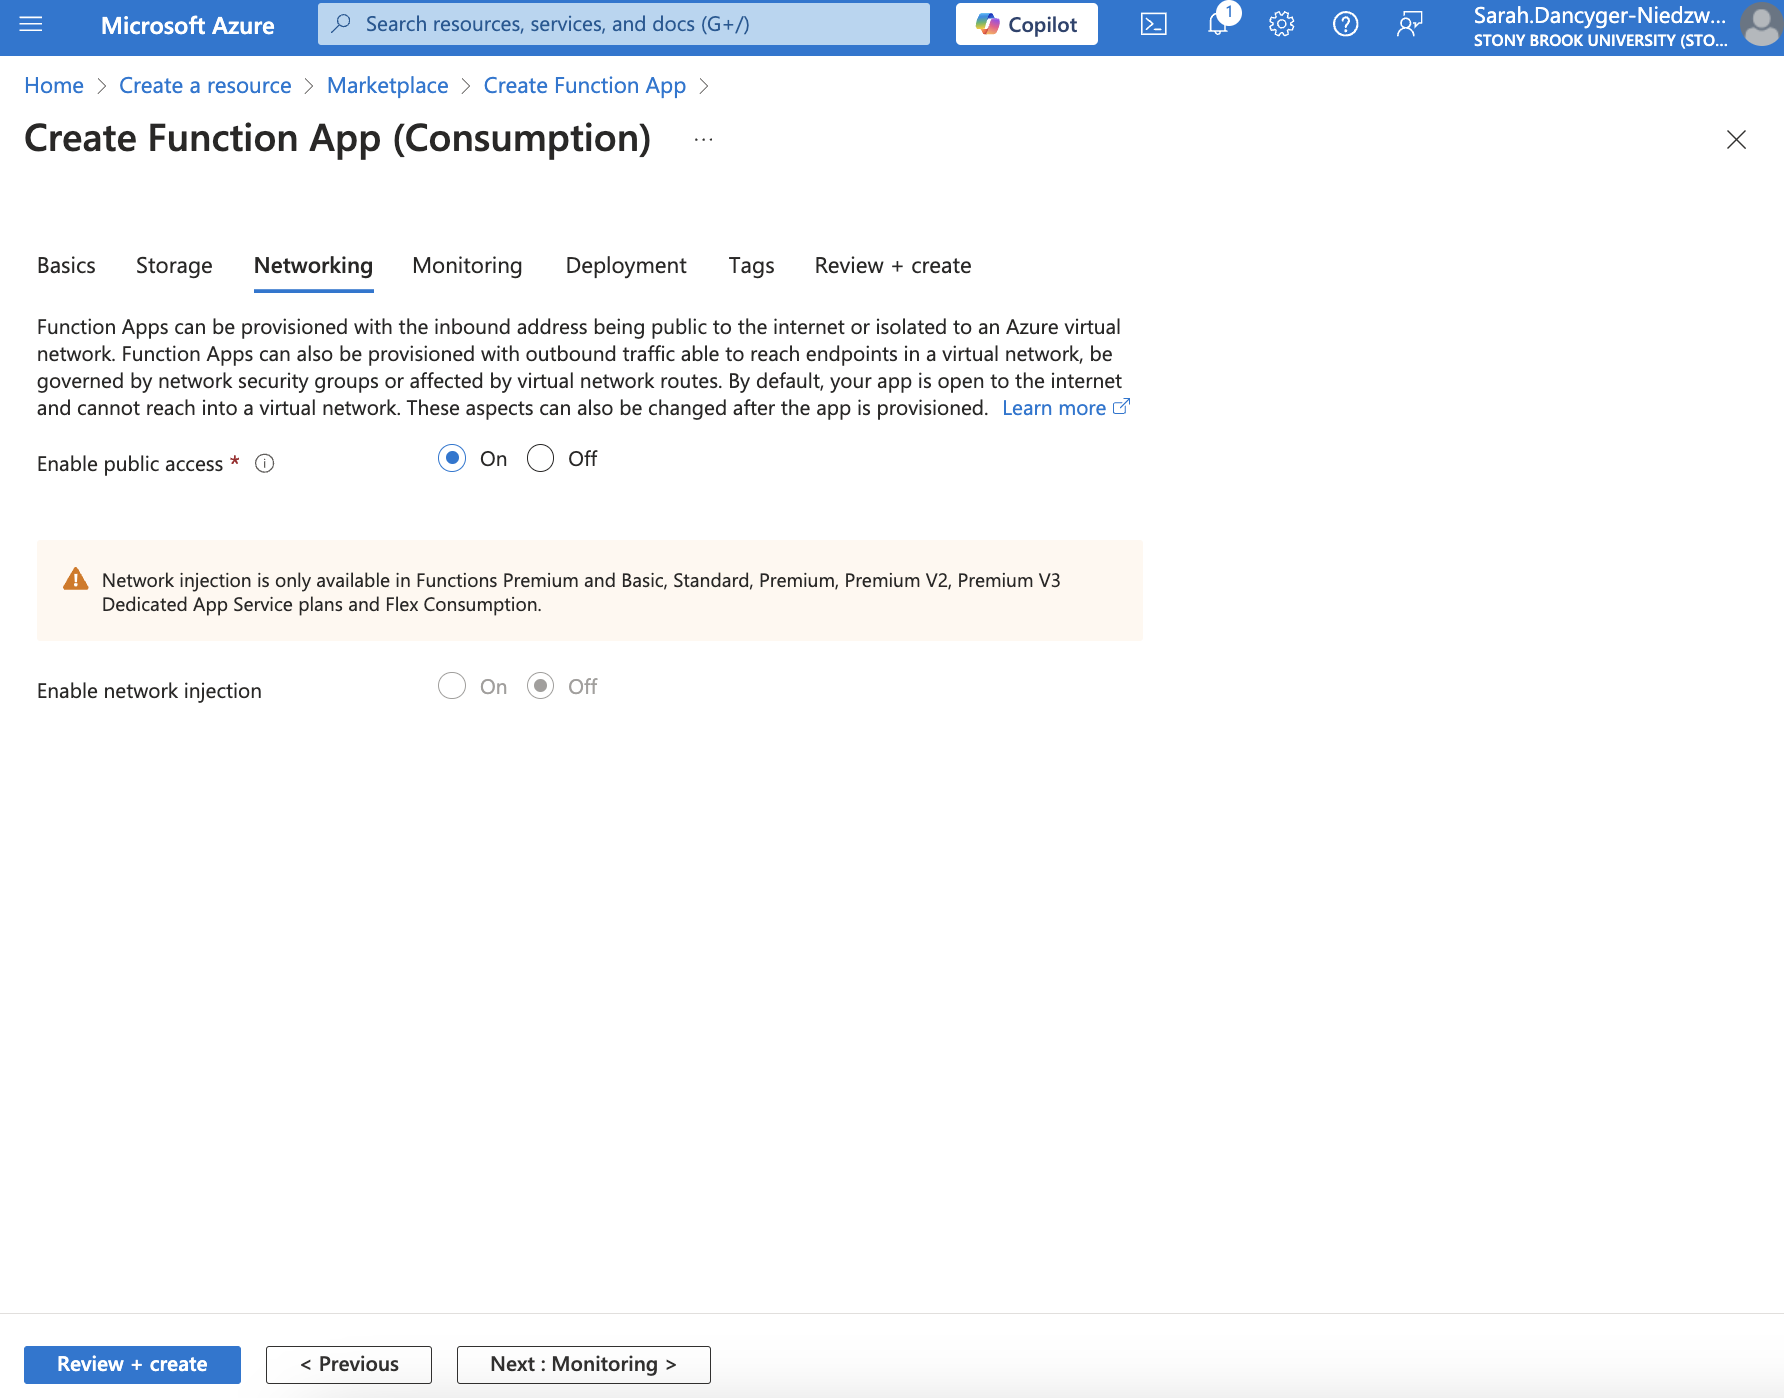 Microsoft Azure
Search resources, services, and docs (G+/)
Copilot
1
Sarah.Dancyger-Niedzw...
STONY BROOK UNIVERSITY (STO...
Home > Create a resource > Marketplace > Create Function App >
Create Function App (Consumption) ...
Basics Storage Networking Monitoring Deployment Tags Review + create
Function Apps can be provisioned with the inbound address being public to the internet or isolated to an Azure virtual
network. Function Apps can also be provisioned with outbound traffic able to reach endpoints in a virtual network, be
governed by network security groups or affected by virtual network routes. By default, your app is open to the internet
and cannot reach into a virtual network. These aspects can also be changed after the app is provisioned. Learn more
Enable public access * On Off
Network injection is only available in Functions Premium and Basic, Standard, Premium, Premium V2, Premium V3
Dedicated App Service plans and Flex Consumption.
Enable network injection On Off
Review + create < Previous Next : Monitoring >